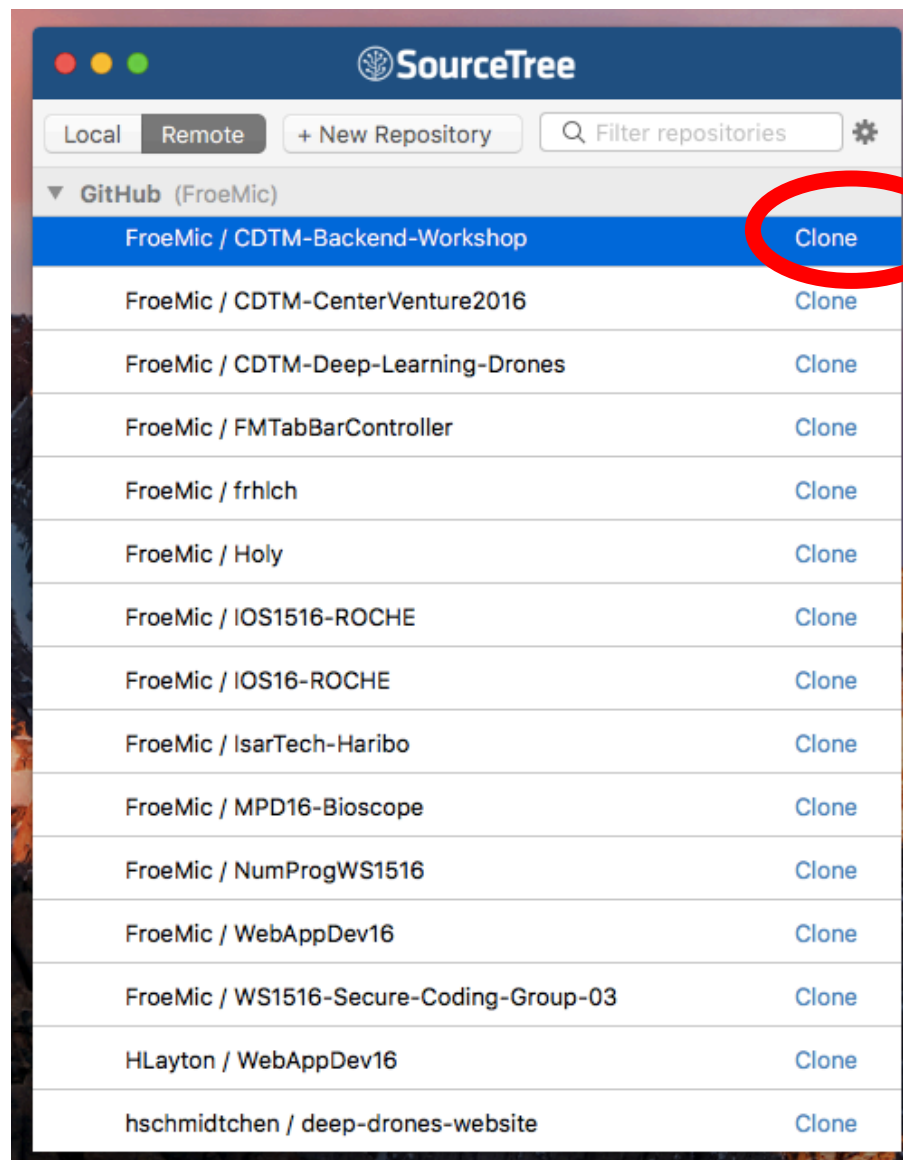 SourceTree
Local Remote + New Repository Filter repositories
GitHub (FroeMic)
FroeMic / CDTM-Backend-Workshop Clone
FroeMic / CDTM-CenterVenture2016 Clone
FroeMic / CDTM-Deep-Learning-Drones Clone
FroeMic / FMTabBarController Clone
FroeMic / frhlch Clone
FroeMic / Holy Clone
FroeMic / IOS1516-ROCHE Clone
FroeMic / IOS16-ROCHE Clone
FroeMic / IsarTech-Haribo Clone
FroeMic / MPD16-Bioscope Clone
FroeMic / NumProgWS1516 Clone
FroeMic / WebAppDev16 Clone
FroeMic / WS1516-Secure-Coding-Group-03 Clone
HLayton / WebAppDev16 Clone
hschmidtchen / deep-drones-website Clone